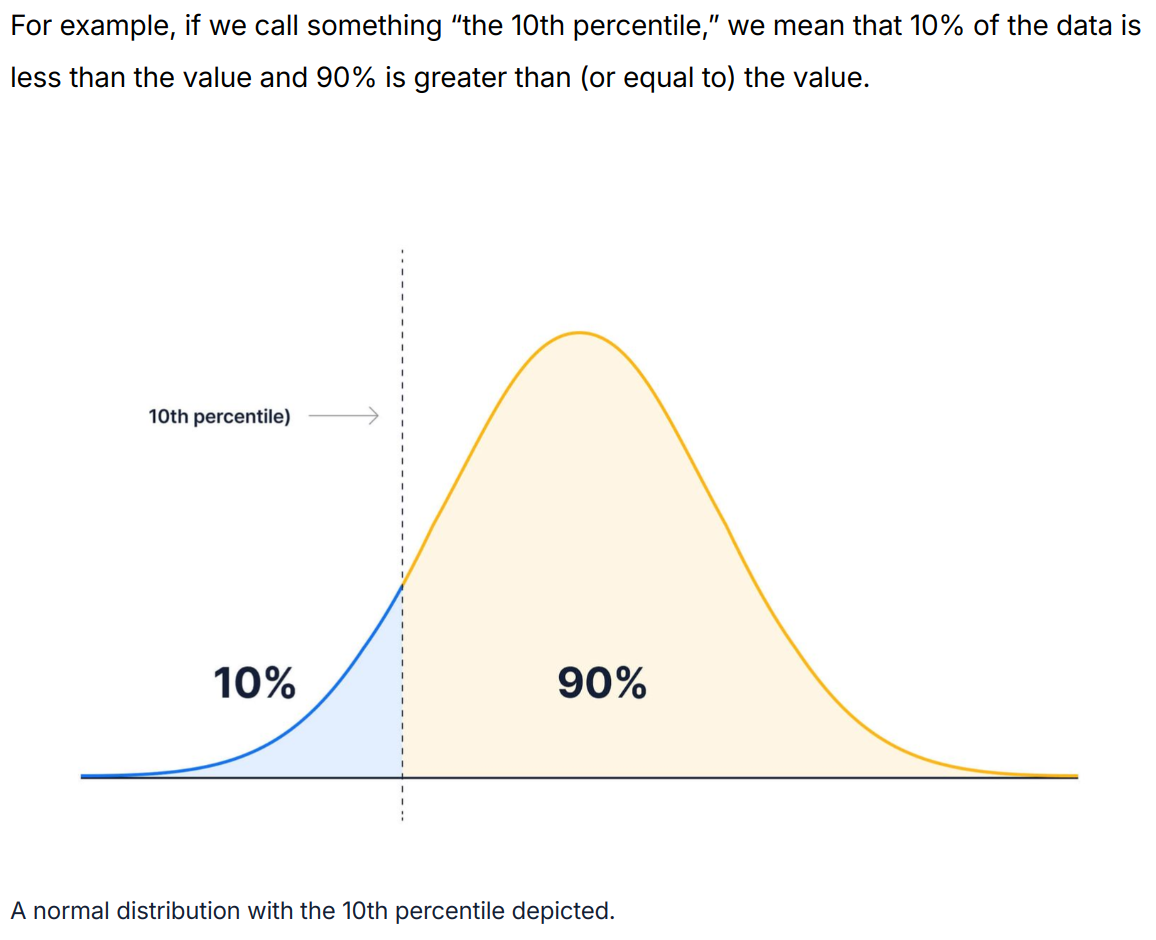 For example, if we call something “the 10th percentile,” we mean that 10% of the data is
less than the value and 90% is greater than (or equal to) the value.
10th percentile)
10%
90%
A normal distribution with the 10th percentile depicted.